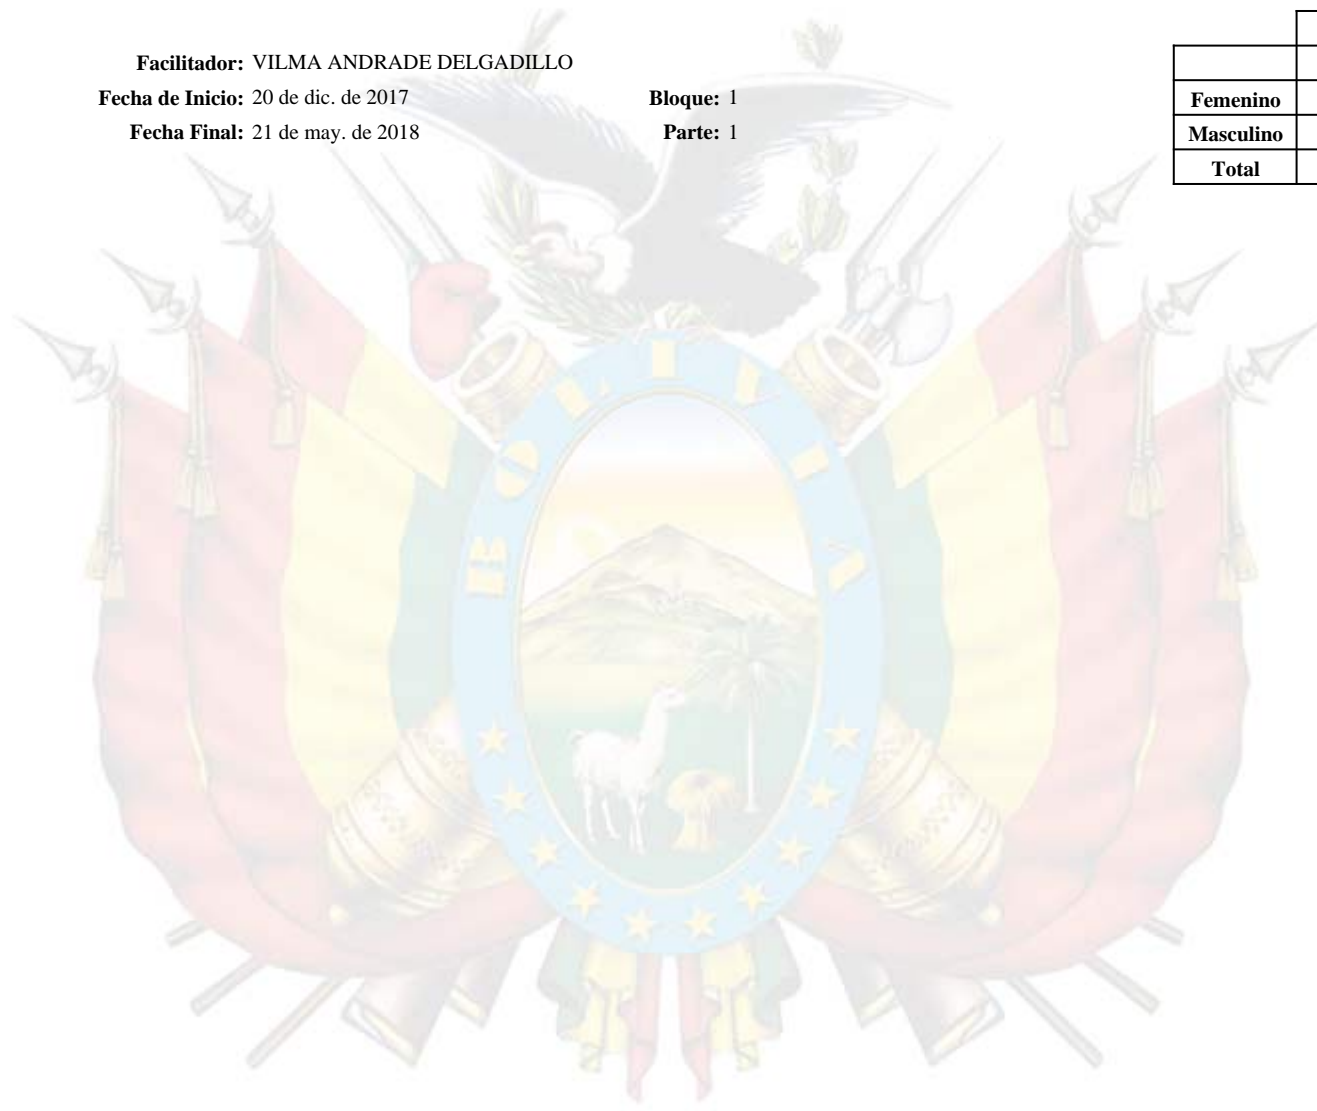 Facilitador: VILMA ANDRADE DELGADILLO
Fecha de Inicio: 20 de dic. de 2017 Bloque: 1
Fecha Final: 21 de may. de 2018 Parte: 1
Femenino
Masculino
Total
BOLIVIA